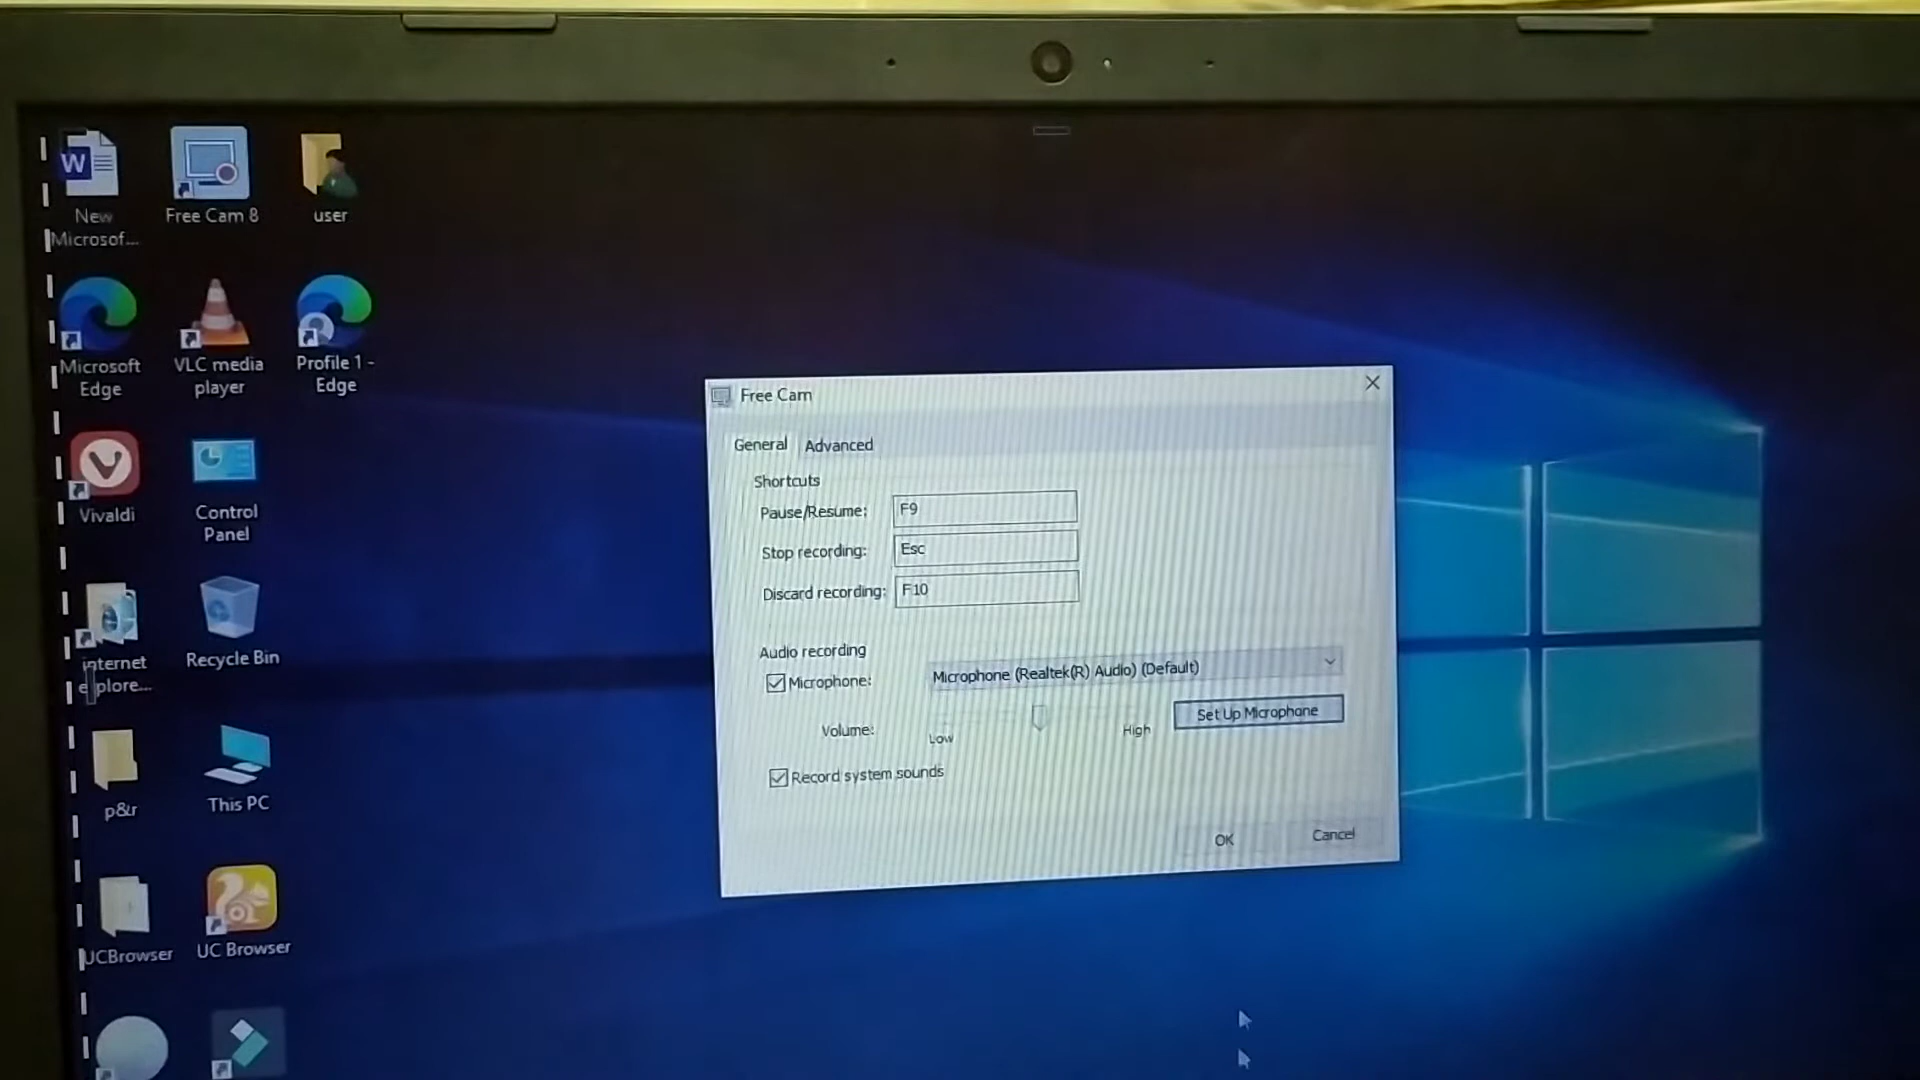 New
Microsof...
Free Cam 8
user
Microsoft
Edge
VLC media
player
Profile 1 -
Edge
Vivaldi
Control
Panel
internet
explore...
Recycle Bin
p&r
This PC
UCBrowser
UC Browser
Free Cam
General
Advanced
Shortcuts
Pause/Resume:
F9
Stop recording:
Esc
Discard recording:
F10
Audio recording
Microphone:
Microphone (Realtek(R) Audio) (Default)
Volume:
Low
High
Set Up Microphone
Record system sounds
OK
Cancel